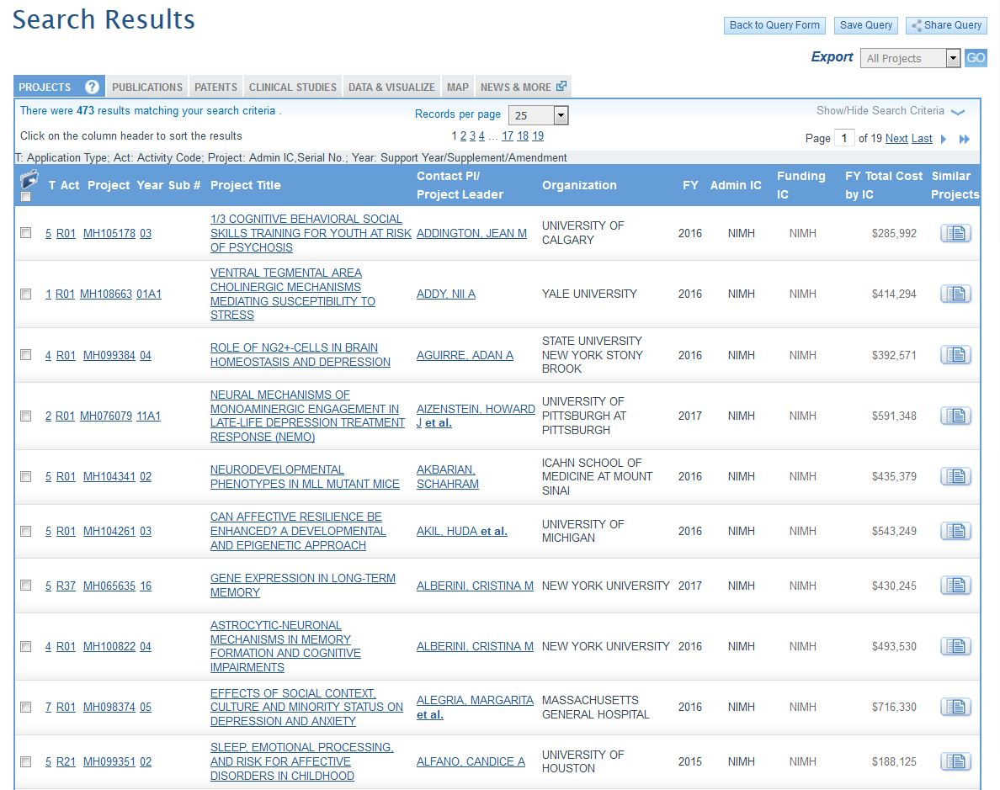 Search Results
Back to Query Form Save Query Share Query
Export All Projects GO
PROJECTS ? PUBLICATIONS PATENTS CLINICAL STUDIES DATA & VISUALIZE MAP NEWS & MORE
There were 473 results matching your search criteria . Records per page 25 Show/Hide Search Criteria
Click on the column header to sort the results 1 2 3 4 ... 17 18 19 Page 1 of 19 Next Last
T: Application Type; Act: Activity Code; Project: Admin IC,Serial No.; Year: Support Year/Supplement/Amendment
T Act Project Year Sub # Project Title Contact PI/ Organization FY Admin IC Funding FY Total Cost Similar
Project Leader IC by IC Projects
1/3 COGNITIVE BEHAVIORAL SOCIAL
5 R01 MH105178 03 SKILLS TRAINING FOR YOUTH AT RISK ADDINGTON, JEAN M UNIVERSITY OF CALGARY 2016 NIMH NIMH $285,992
OF PSYCHOSIS
VENTRAL TEGMENTAL AREA
CHOLINERGIC MECHANISMS
1 R01 MH108663 01A1 MEDIATING SUSCEPTIBILITY TO ADDY, NII A YALE UNIVERSITY 2016 NIMH NIMH $414,294
STRESS
ROLE OF NG2+-CELLS IN BRAIN STATE UNIVERSITY
4 R01 MH099384 04 HOMEOSTASIS AND DEPRESSION AGUIRRE, ADAN A NEW YORK STONY 2016 NIMH NIMH $392,571
BROOK
NEURAL MECHANISMS OF UNIVERSITY OF
MONOAMINERGIC ENGAGEMENT IN AIZENSTEIN, HOWARD
2 R01 MH076079 11A1 LATE-LIFE DEPRESSION TREATMENT J et al. PITTSBURGH AT 2017 NIMH NIMH $591,348
RESPONSE (NEMO) PITTSBURGH
NEURODEVELOPMENTAL AKBARIAN, ICAHN SCHOOL OF
5 R01 MH104341 02 PHENOTYPES IN MLL MUTANT MICE SCHAHRAM MEDICINE AT MOUNT 2016 NIMH NIMH $435,379
SINAI
CAN AFFECTIVE RESILIENCE BE UNIVERSITY OF
5 R01 MH104261 03 ENHANCED? A DEVELOPMENTAL AKIL, HUDA et al. MICHIGAN 2016 NIMH NIMH $543,249
AND EPIGENETIC APPROACH
GENE EXPRESSION IN LONG-TERM
5 R37 MH065635 16 MEMORY ALBERINI, CRISTINA M NEW YORK UNIVERSITY 2017 NIMH NIMH $430,245
ASTROCYTIC-NEURONAL
MECHANISMS IN MEMORY
4 R01 MH100822 04 FORMATION AND COGNITIVE ALBERINI, CRISTINA M NEW YORK UNIVERSITY 2016 NIMH NIMH $493,530
IMPAIRMENTS
EFFECTS OF SOCIAL CONTEXT, ALEGRIA, MARGARITA MASSACHUSETTS
7 R01 MH098374 05 CULTURE AND MINORITY STATUS ON et al. GENERAL HOSPITAL 2016 NIMH NIMH $716,330
DEPRESSION AND ANXIETY
SLEEP, EMOTIONAL PROCESSING, UNIVERSITY OF
5 R21 MH099351 02 AND RISK FOR AFFECTIVE ALFANO, CANDICE A HOUSTON 2015 NIMH NIMH $188,125
DISORDERS IN CHILDHOOD